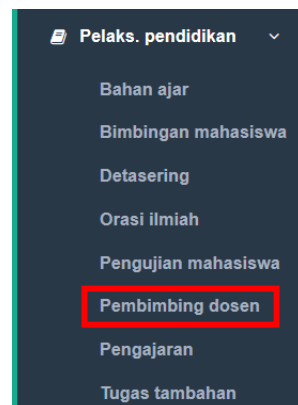 Pelaks. pendidikan
Bahan ajar
Bimbingan mahasiswa
Detasering
Orasi ilmiah
Pengujian mahasiswa
Pembimbing dosen
Pengajaran
Tugas tambahan